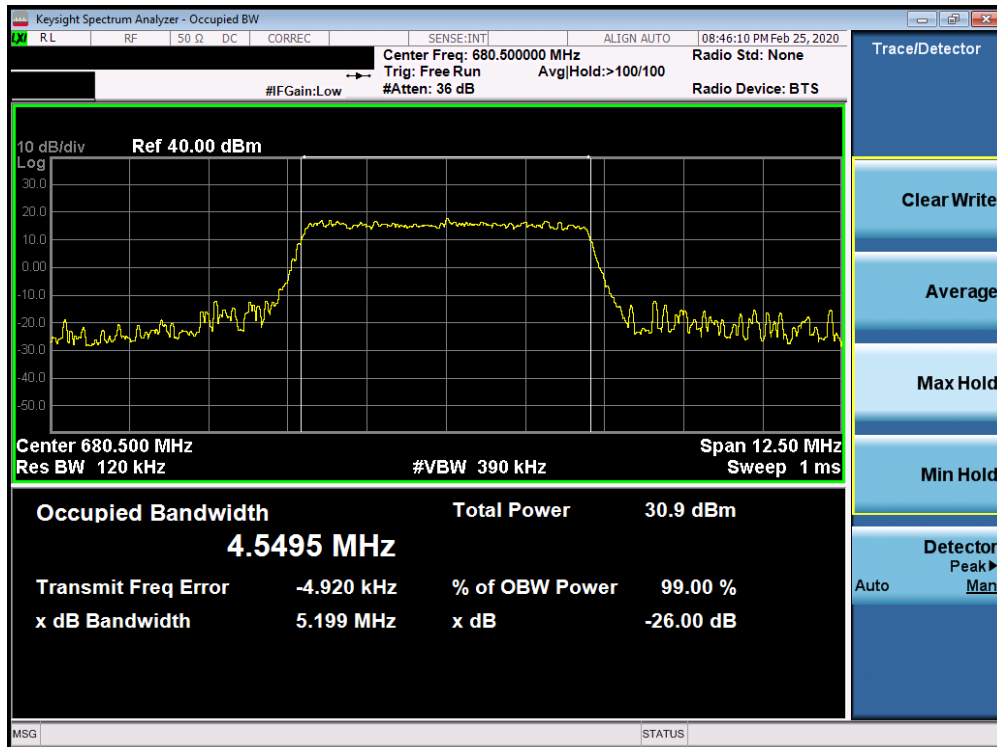 Keysight Spectrum Analyzer - Occupied BW
LXI RL RF 50 Ω DC CORREC SENSE:INT ALIGN AUTO 08:46:10 PM Feb 25, 2020
Center Freq: 680.500000 MHz Radio Std: None
Trig: Free Run Avg|Hold:>100/100
#IFGain:Low #Atten: 36 dB Radio Device: BTS
10 dB/div Ref 40.00 dBm
Log
30.0
20.0
10.0
0.00
-10.0
-20.0
-30.0
-40.0
-50.0
Center 680.500 MHz Span 12.50 MHz
Res BW 120 kHz #VBW 390 kHz Sweep 1 ms
Occupied Bandwidth Total Power 30.9 dBm
4.5495 MHz
Transmit Freq Error -4.920 kHz % of OBW Power 99.00 %
x dB Bandwidth 5.199 MHz x dB -26.00 dB
MSG STATUS
Trace/Detector
Clear Write
Average
Max Hold
Min Hold
Detector
Peak▶
Auto Man